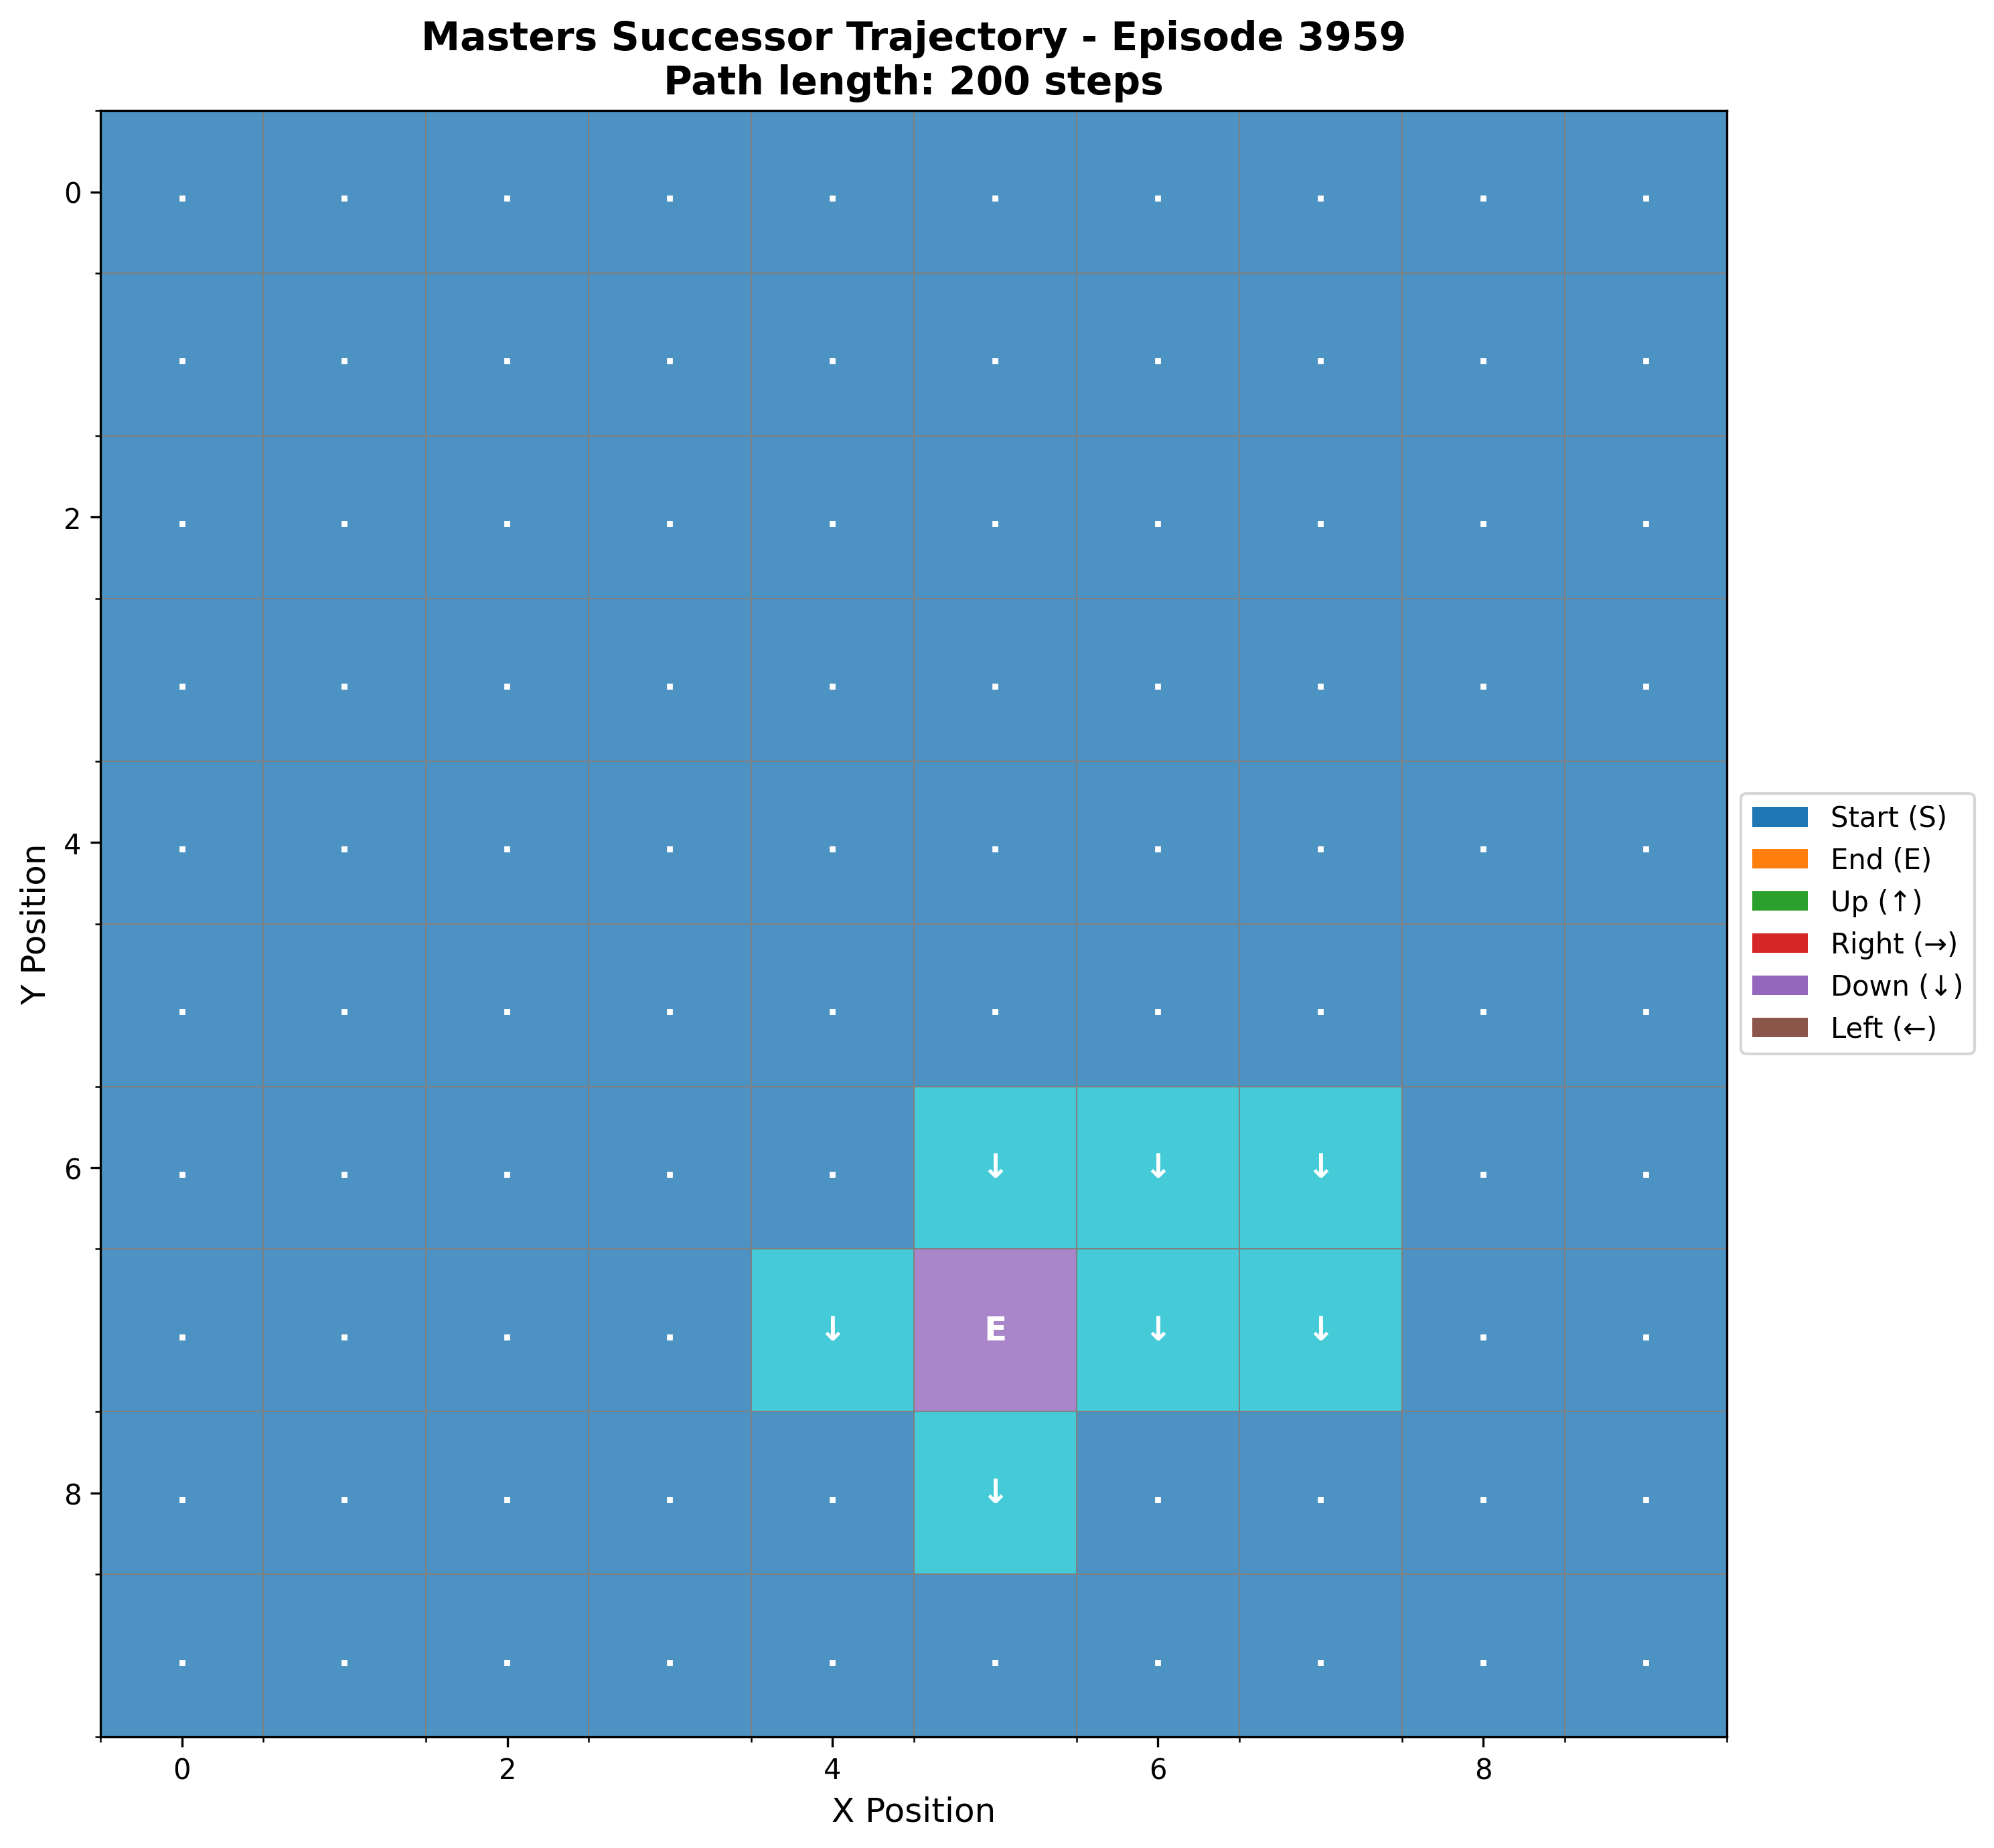 Masters Successor Trajectory - Episode 3959
Path length: 200 steps
0
2
4
6
8
Y Position
↓ ↓ ↓
↓ E ↓ ↓
↓
0 2 4 6 8
X Position
Start (S)
End (E)
Up (↑)
Right (→)
Down (↓)
Left (←)